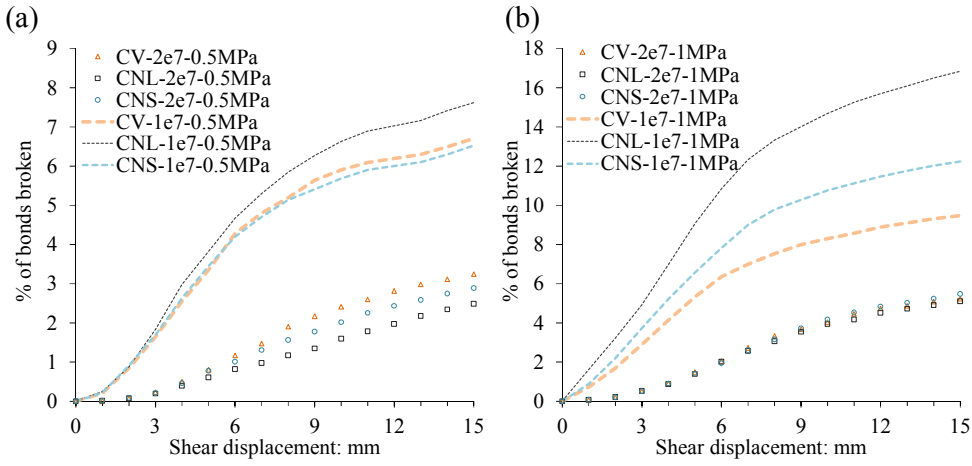 (a)
% of bonds broken
9
8
7
6
5
4
3
2
1
0
CV-2e7-0.5MPa
CNL-2e7-0.5MPa
CNS-2e7-0.5MPa
CV-1e7-0.5MPa
CNL-1e7-0.5MPa
CNS-1e7-0.5MPa
0 3 6 9 12 15
Shear displacement: mm
(b)
% of bonds broken
18
16
14
12
10
8
6
4
2
0
CV-2e7-1MPa
CNL-2e7-1MPa
CNS-2e7-1MPa
CV-1e7-1MPa
CNL-1e7-1MPa
CNS-1e7-1MPa
0 3 6 9 12 15
Shear displacement: mm